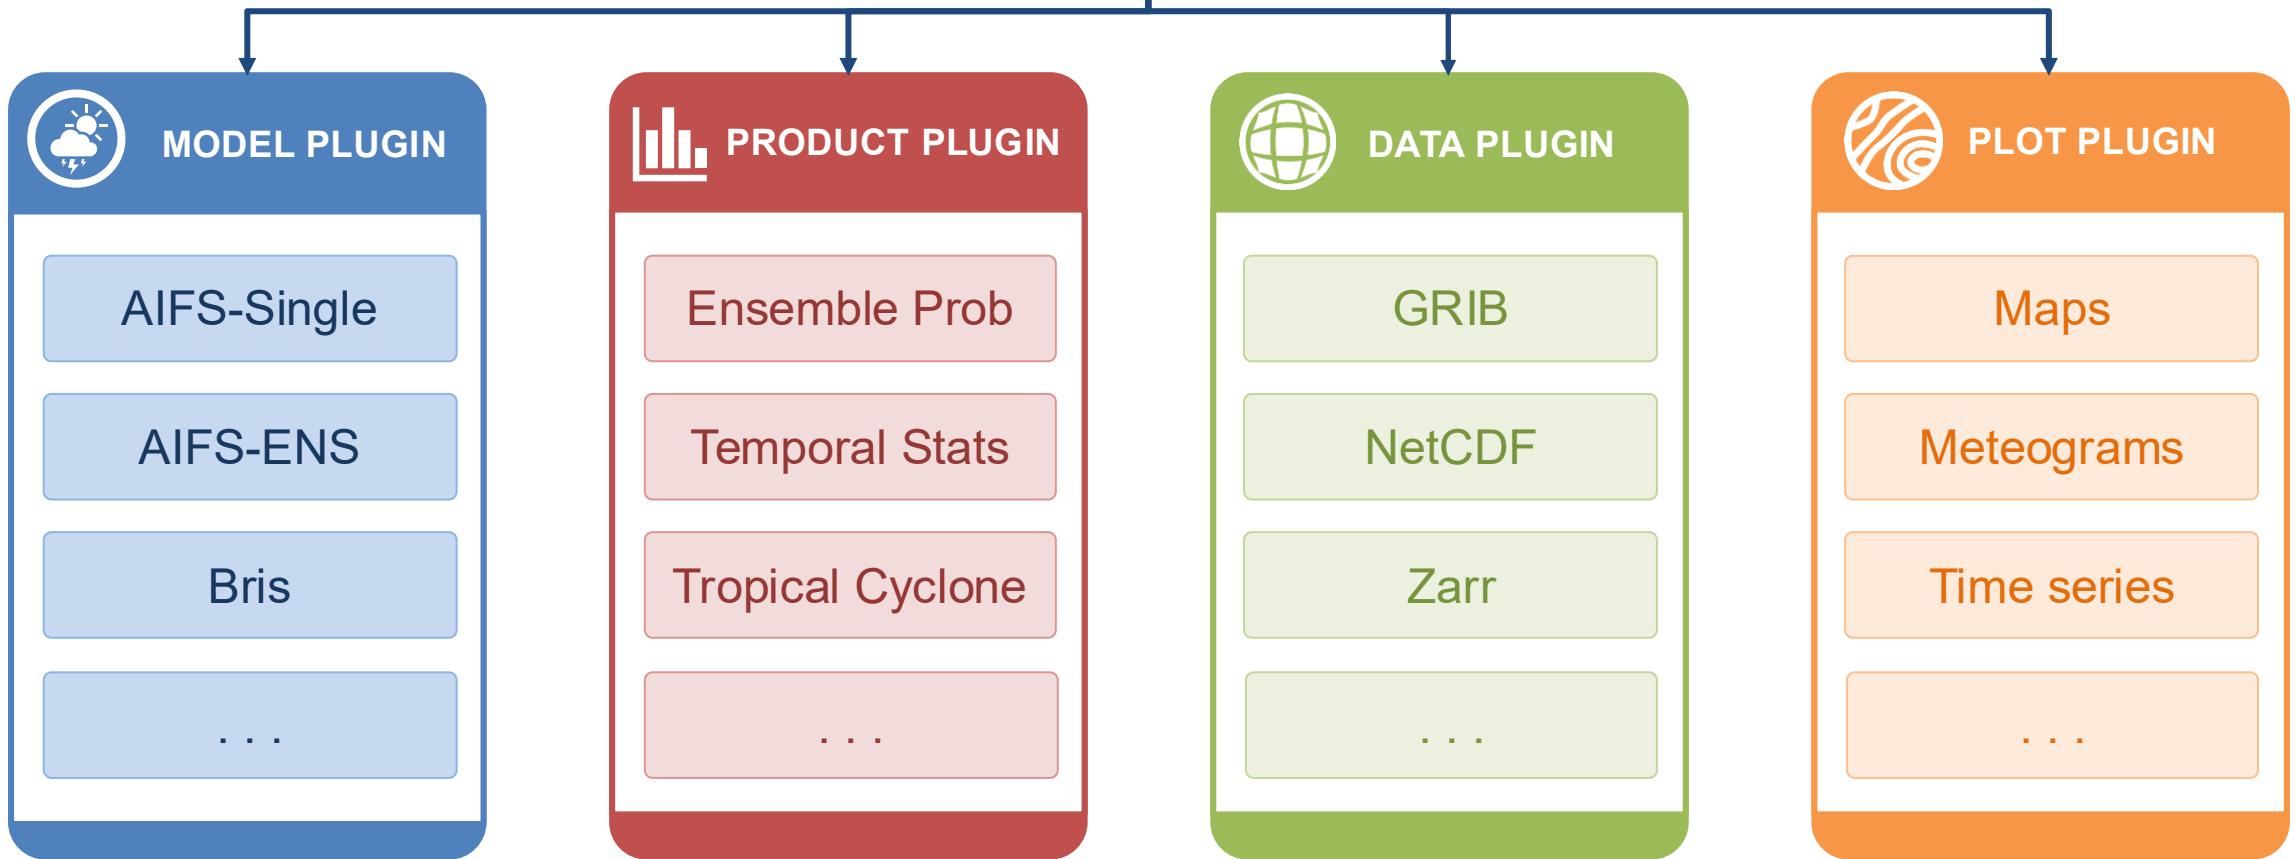 MODEL PLUGIN
AIFS-Single
AIFS-ENS
Bris
. . .
PRODUCT PLUGIN
Ensemble Prob
Temporal Stats
Tropical Cyclone
. . .
DATA PLUGIN
GRIB
NetCDF
Zarr
. . .
PLOT PLUGIN
Maps
Meteograms
Time series
. . .